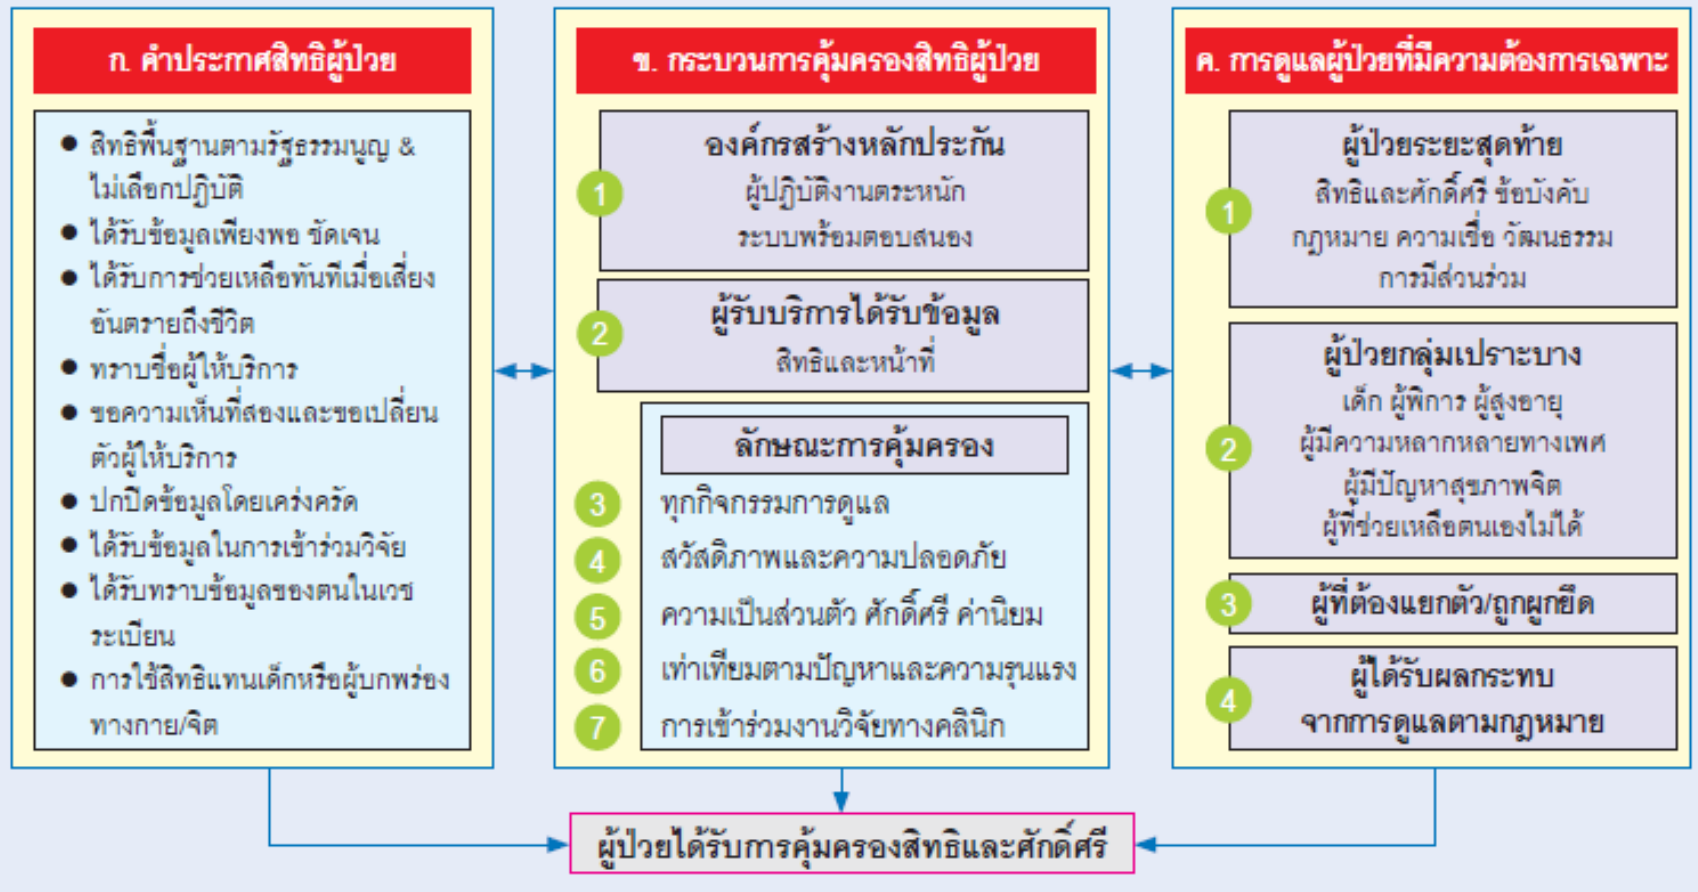 ก. คำประกาศสิทธิผู้ป่วย
● สิทธิพื้นฐานตามรัฐธรรมนูญ &
ไม่เลือกปฏิบัติ
● ได้รับข้อมูลเพียงพอ ชัดเจน
● ได้รับการช่วยเหลือทันทีเมื่อเสี่ยง
อันตรายถึงชีวิต
● ทราบชื่อผู้ให้บริการ
● ขอความเห็นที่สองและขอเปลี่ยน
ตัวผู้ให้บริการ
● ปกปิดข้อมูลโดยเคร่งครัด
● ได้รับข้อมูลในการเข้าร่วมวิจัย
● ได้รับทราบข้อมูลของตนในเวช
ระเบียน
● การใช้สิทธิแทนเด็กหรือผู้บกพร่อง
ทางกาย/จิต
ข. กระบวนการคุ้มครองสิทธิผู้ป่วย
1
องค์กรสร้างหลักประกัน
ผู้ปฏิบัติงานตระหนัก
ระบบพร้อมตอบสนอง
2
ผู้รับบริการได้รับข้อมูล
สิทธิและหน้าที่
ลักษณะการคุ้มครอง
3 ทุกกิจกรรมการดูแล
4 สวัสดิภาพและความปลอดภัย
5 ความเป็นส่วนตัว ศักดิ์ศรี ค่านิยม
6 เท่าเทียมตามปัญหาและความรุนแรง
7 การเข้าร่วมงานวิจัยทางคลินิก
ค. การดูแลผู้ป่วยที่มีความต้องการเฉพาะ
1
ผู้ป่วยระยะสุดท้าย
สิทธิและศักดิ์ศรี ข้อบังคับ
กฎหมาย ความเชื่อ วัฒนธรรม
การมีส่วนร่วม
2
ผู้ป่วยกลุ่มเปราะบาง
เด็ก ผู้พิการ ผู้สูงอายุ
ผู้มีความหลากหลายทางเพศ
ผู้มีปัญหาสุขภาพจิต
ผู้ที่ช่วยเหลือตนเองไม่ได้
3 ผู้ที่ต้องแยกตัว/ถูกผูกยึด
4
ผู้ได้รับผลกระทบ
จากการดูแลตามกฎหมาย
ผู้ป่วยได้รับการคุ้มครองสิทธิและศักดิ์ศรี